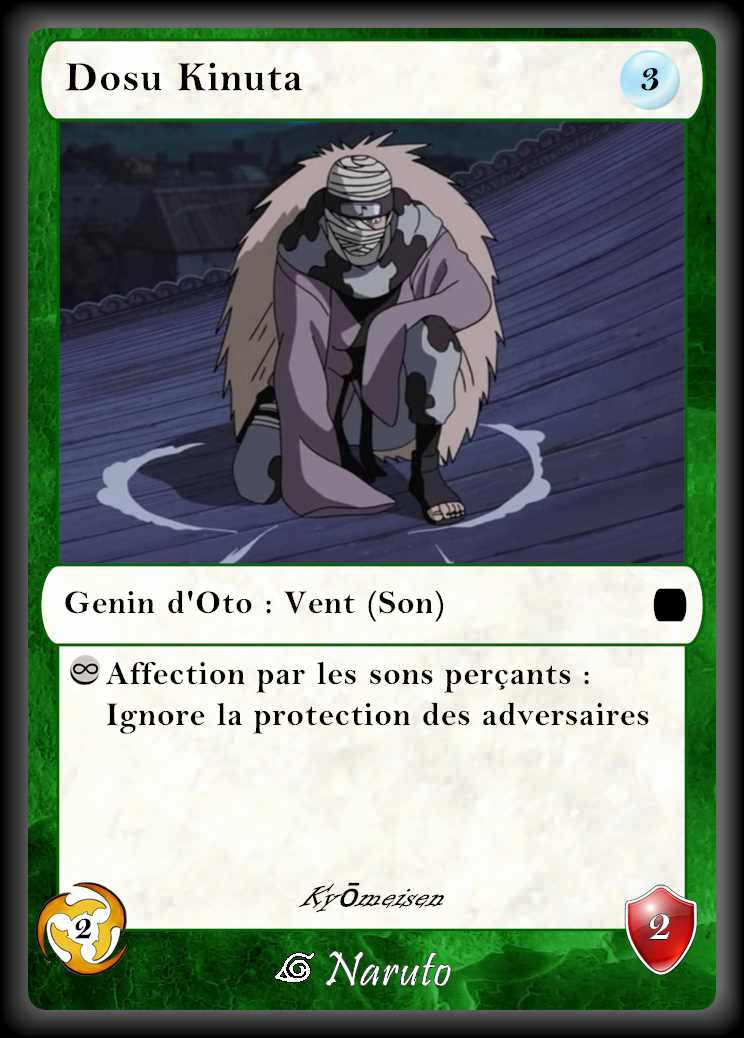 Dosu Kinuta
3
Genin d'Oto : Vent (Son)
∞ Affection par les sons perçants :
Ignore la protection des adversaires
Kyōmeisen
2
2
Naruto